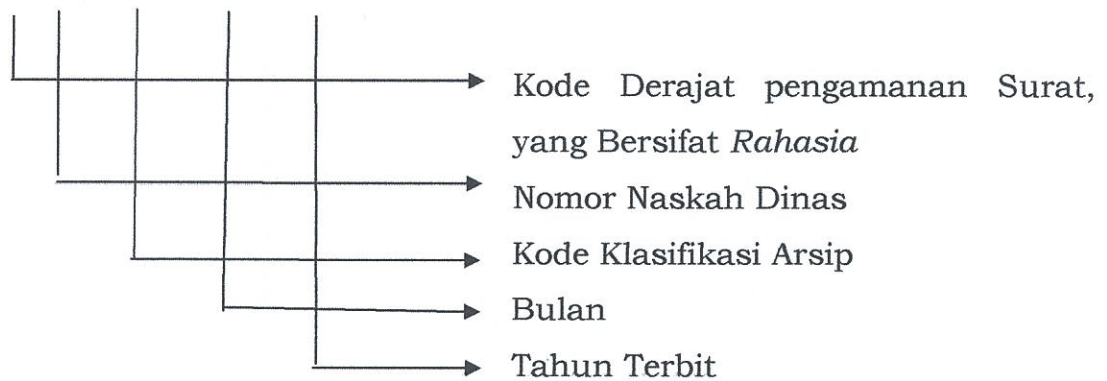 Kode Derajat pengamanan Surat,
yang Bersifat Rahasia
Nomor Naskah Dinas
Kode Klasifikasi Arsip
Bulan
Tahun Terbit